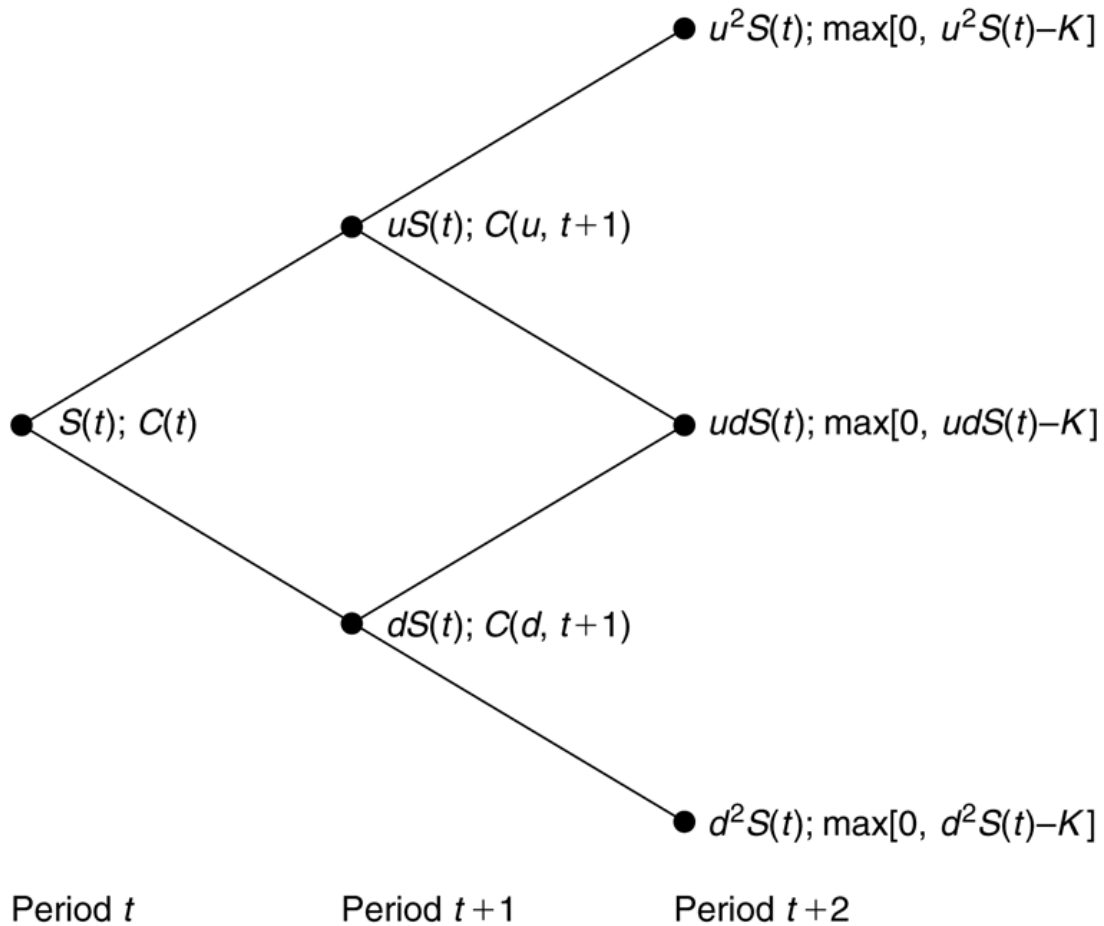 u²S(t); max[0, u²S(t)–K]
uS(t); C(u, t+1)
S(t); C(t)
udS(t); max[0, udS(t)–K]
dS(t); C(d, t+1)
d²S(t); max[0, d²S(t)–K]
Period t
Period t+1
Period t+2